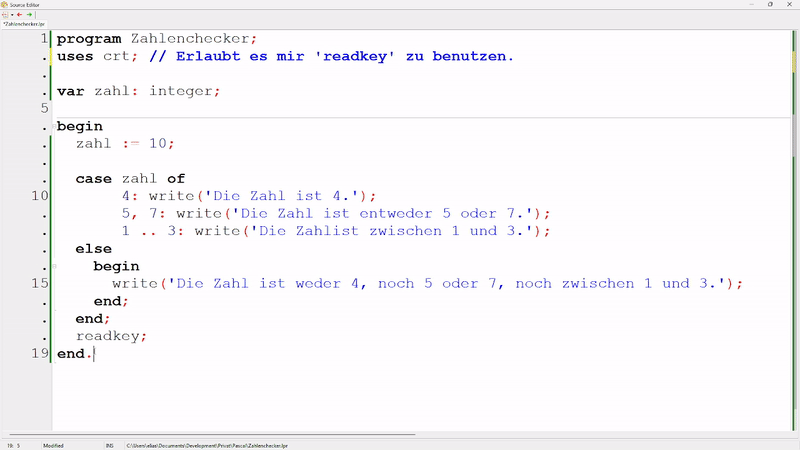 Source Editor
*Zahlenchecker.lpr
1 program Zahlenchecker;
. uses crt; // Erlaubt es mir 'readkey' zu benutzen.
.
. var zahl: integer;
5
. begin
. zahl := 10;
.
. case zahl of
10 4: write('Die Zahl ist 4.');
. 5, 7: write('Die Zahl ist entweder 5 oder 7.');
. 1 .. 3: write('Die Zahlist zwischen 1 und 3.');
. else
. begin
15 write('Die Zahl ist weder 4, noch 5 oder 7, noch zwischen 1 und 3.');
. end;
. end;
. readkey;
19 end.
19: 5 Modified INS C:\Users\elias\Documents\Development\Privat\Pascal\Zahlenchecker.lpr